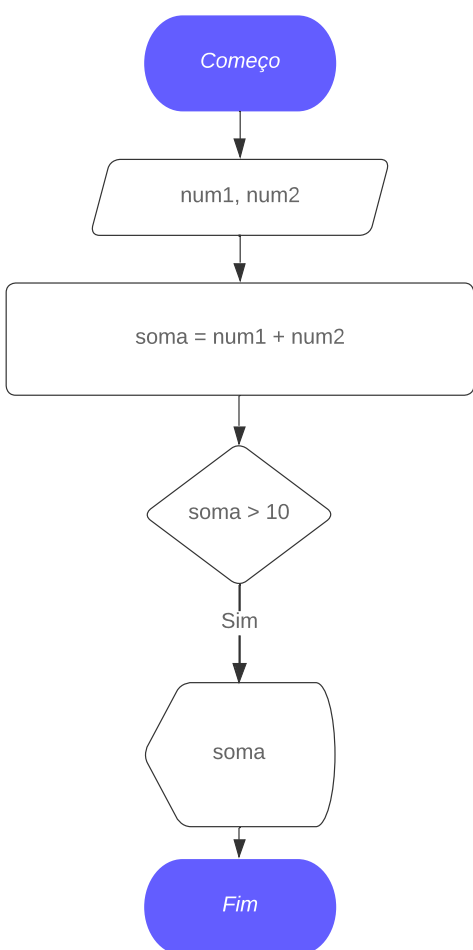 Começo
num1, num2
soma = num1 + num2
soma > 10
Sim
soma
Fim